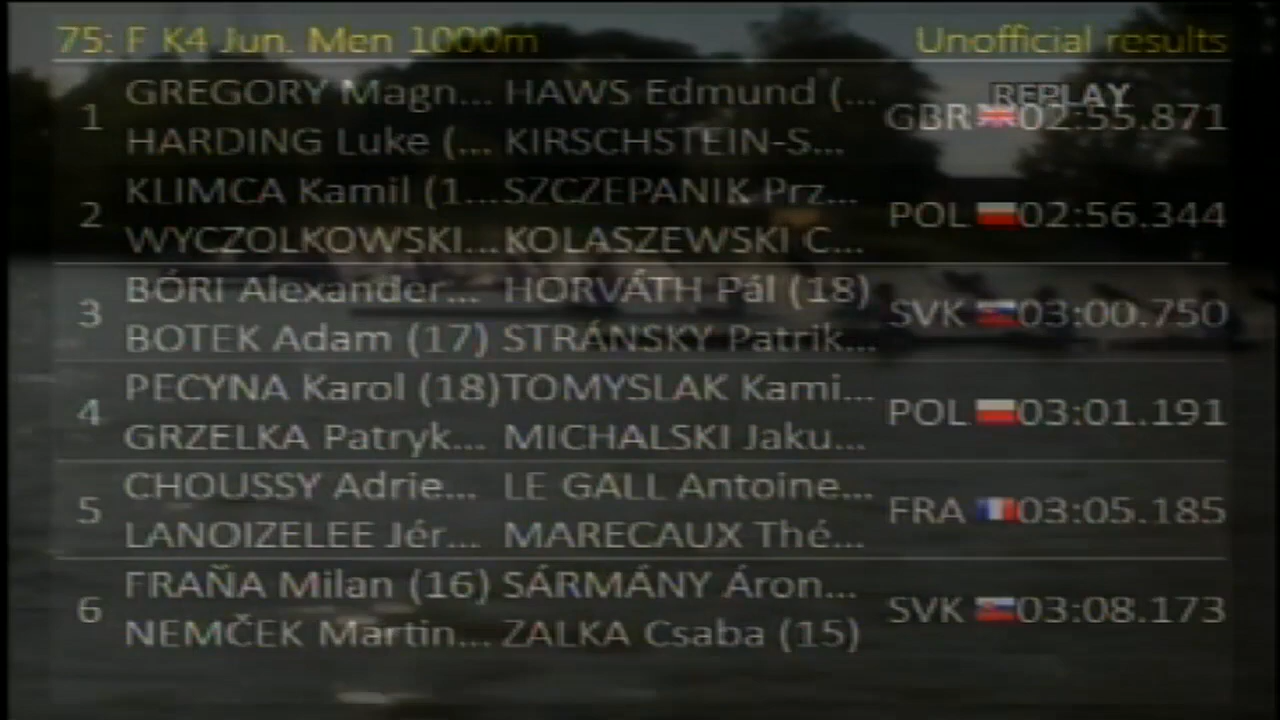 75: F K4 Jun. Men 1000m Unofficial results
REPLAY
1 GREGORY Magn... HAWS Edmund (... GBR 02:55.871
HARDING Luke (... KIRSCHSTEIN-S...
2 KLIMCA Kamil (1... SZCZEPANIK Prz... POL 02:56.344
WYCZOLKOWSKI... KOLASZEWSKI C...
3 BÓRI Alexander... HORVÁTH Pál (18) SVK 03:00.750
BOTEK Adam (17) STRÁNSKY Patrik...
4 PECYNA Karol (18) TOMYSLAK Kami... POL 03:01.191
GRZELKA Patryk... MICHALSKI Jaku...
5 CHOUSSY Adrie... LE GALL Antoine... FRA 03:05.185
LANOIZELEE Jér... MARECAUX Thé...
6 FRAŇA Milan (16) SÁRMÁNY Áron... SVK 03:08.173
NEMČEK Martin... ZALKA Csaba (15)